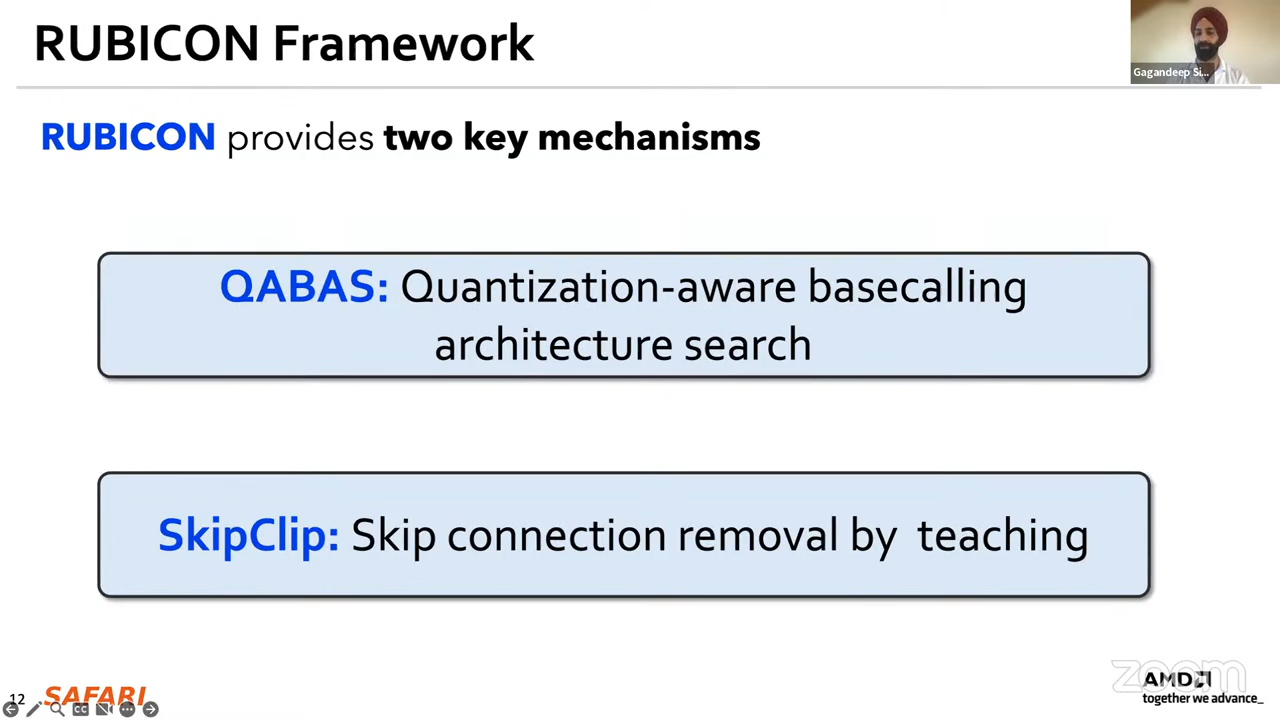 RUBICON Framework
Gagandeep Si...
RUBICON provides two key mechanisms
QABAS: Quantization-aware basecalling
architecture search
SkipClip: Skip connection removal by teaching
zoom
12 SAFARI
AMD
together we advance_